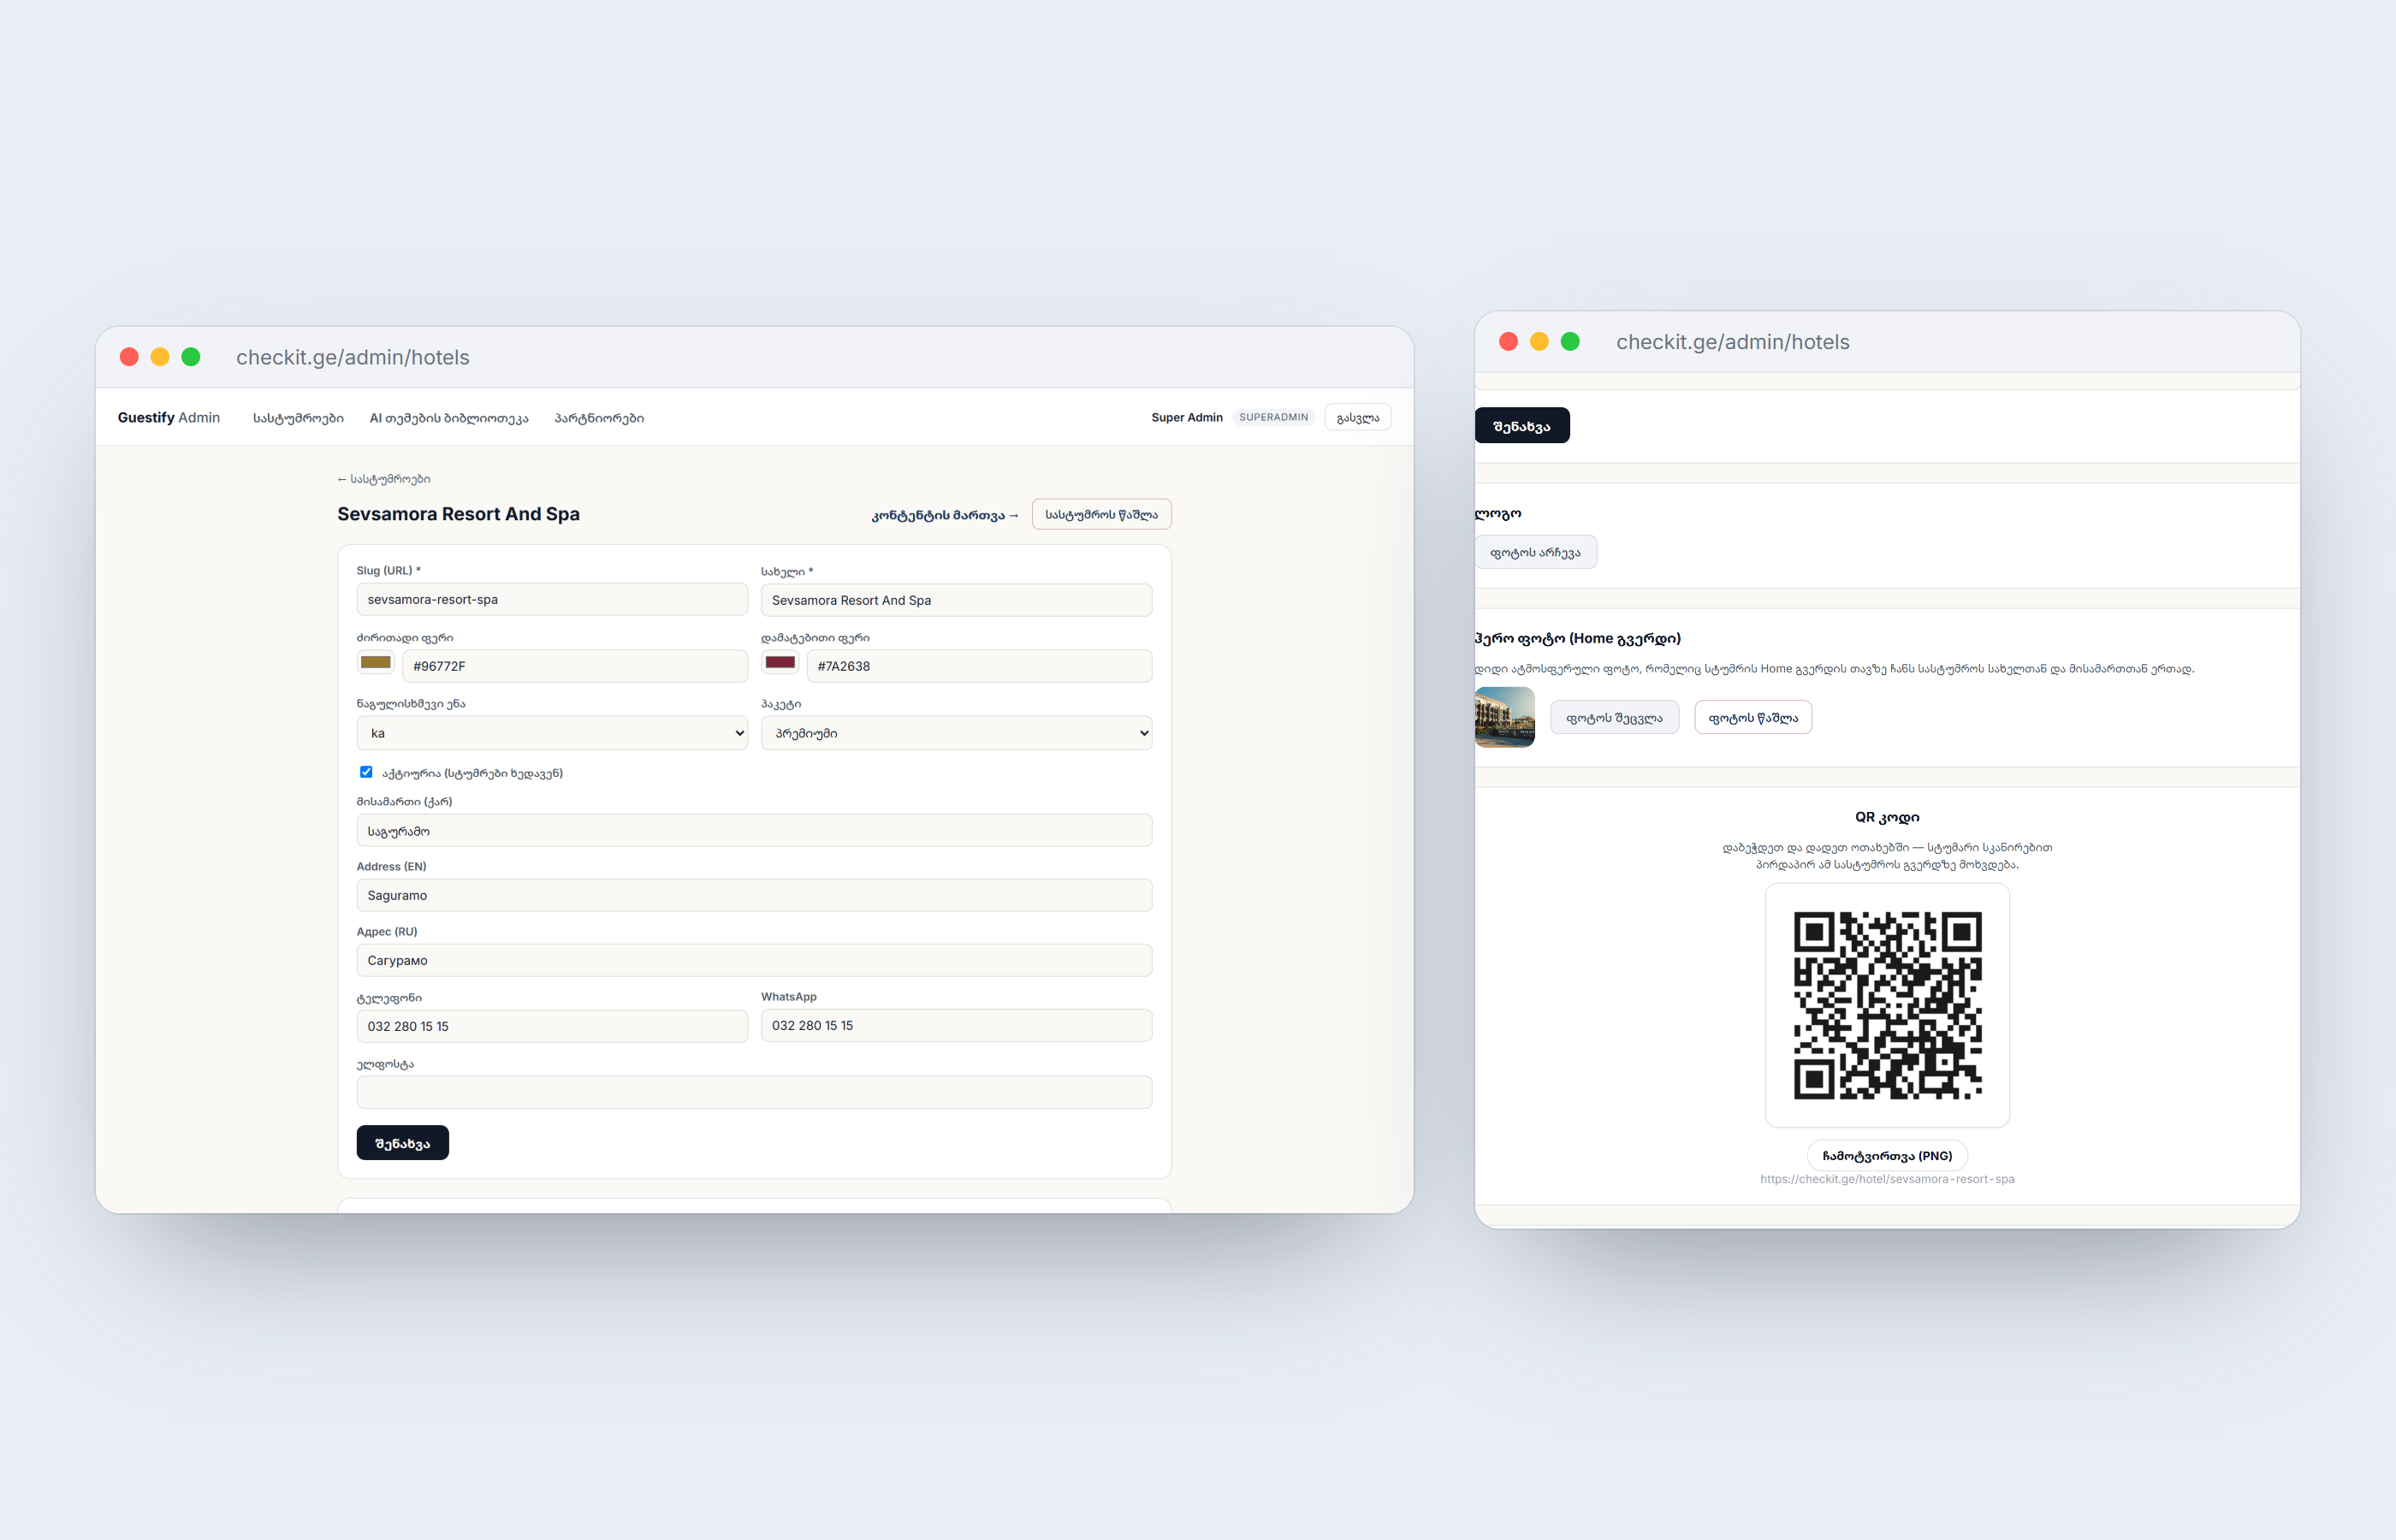 checkit.ge/admin/hotels
Guestify Admin
სასტუმროები
AI თემების ბიბლიოთეკა
პარტნიორები
Super Admin
SUPERADMIN
გასვლა
← სასტუმროები
Sevsamora Resort And Spa
კონტენტის მართვა →
სასტუმროს წაშლა
Slug (URL) *
სახელი *
sevsamora-resort-spa
Sevsamora Resort And Spa
ძირითადი ფერი
დამატებითი ფერი
#96772F
#7A2638
ნაგულისხმევი ენა
პაკეტი
ka
პრემიუმი
აქტიურია (სტუმრები ხედავენ)
მისამართი (ქარ)
საგურამო
Address (EN)
Saguramo
Адрес (RU)
Сагурамо
ტელეფონი
WhatsApp
032 280 15 15
032 280 15 15
ელფოსტა
შენახვა
checkit.ge/admin/hotels
შენახვა
ლოგო
ფოტოს არჩევა
ჰერო ფოტო (Home გვერდი)
დიდი ატმოსფერული ფოტო, რომელიც სტუმრის Home გვერდის თავზე ჩანს სასტუმროს სახელთან და მისამართთან ერთად.
ფოტოს შეცვლა
ფოტოს წაშლა
QR კოდი
დაბეჭდეთ და დადეთ ოთახებში — სტუმარი სკანირებით
პირდაპირ ამ სასტუმროს გვერდზე მოხვდება.
ჩამოტვირთვა (PNG)
https://checkit.ge/hotel/sevsamora-resort-spa